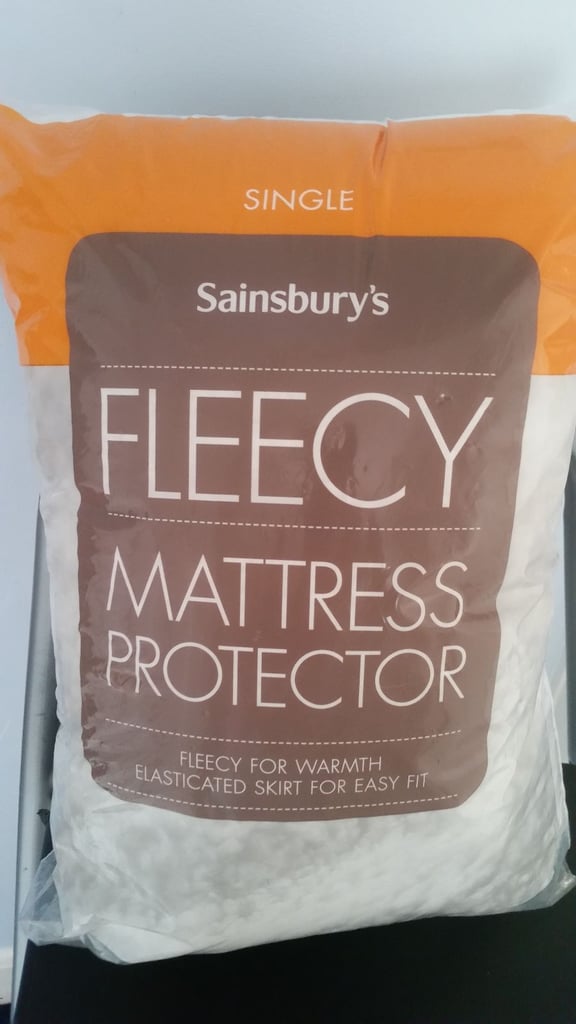 SINGLE
Sainsbury's
FLEECY
MATTRESS
PROTECTOR
FLEECY FOR WARMTH
ELASTICATED SKIRT FOR EASY FIT